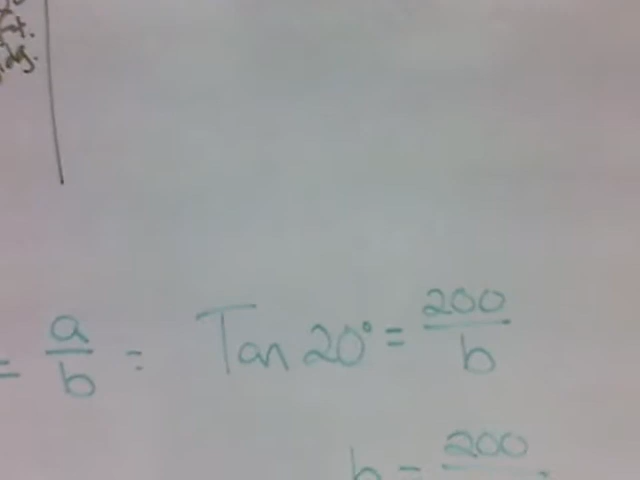 = a/b = Tan 20° = 200/b
b = 200